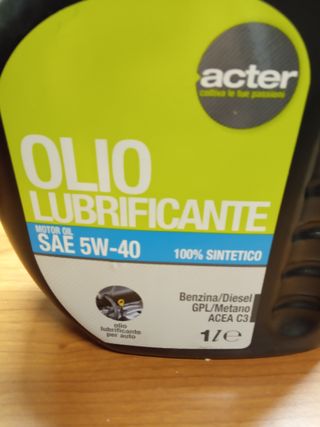 acter
coltiva le tue passioni
OLIO
LUBRIFICANTE
MOTOR OIL
SAE 5W-40
100% SINTETICO
Benzina/Diesel
GPL/Metano
ACEA C3
olio
lubrificante
per auto
1ℓ e